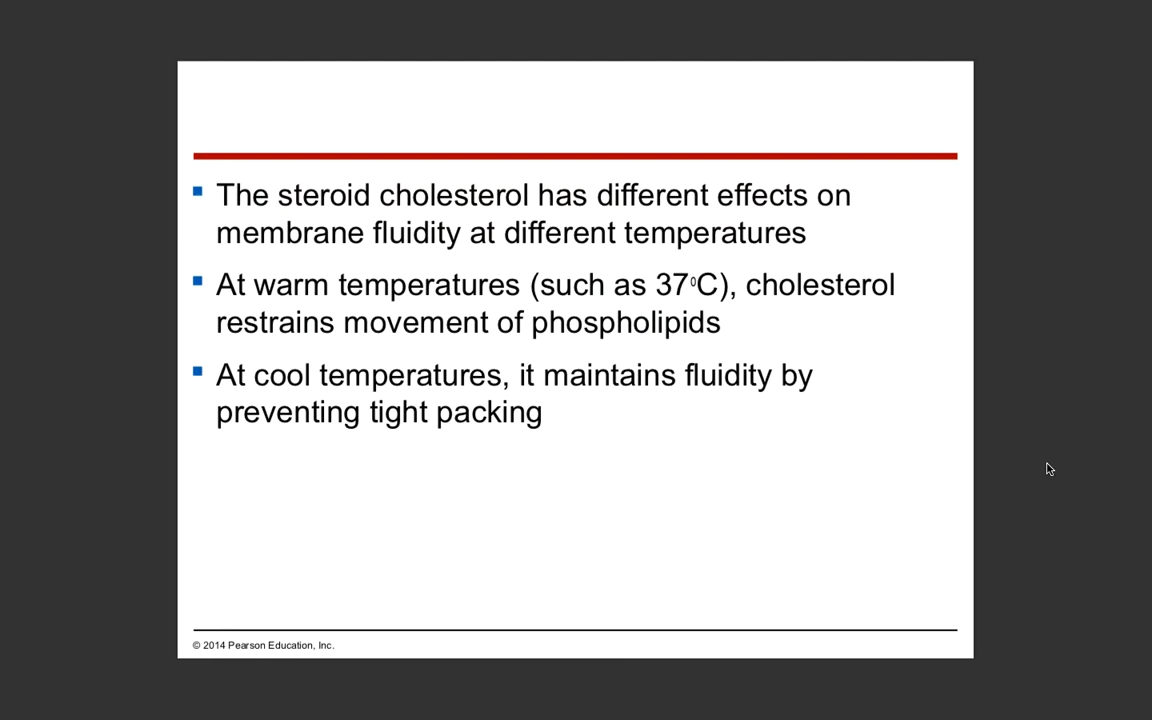 The steroid cholesterol has different effects on
membrane fluidity at different temperatures
At warm temperatures (such as 37⁰C), cholesterol
restrains movement of phospholipids
At cool temperatures, it maintains fluidity by
preventing tight packing
© 2014 Pearson Education, Inc.